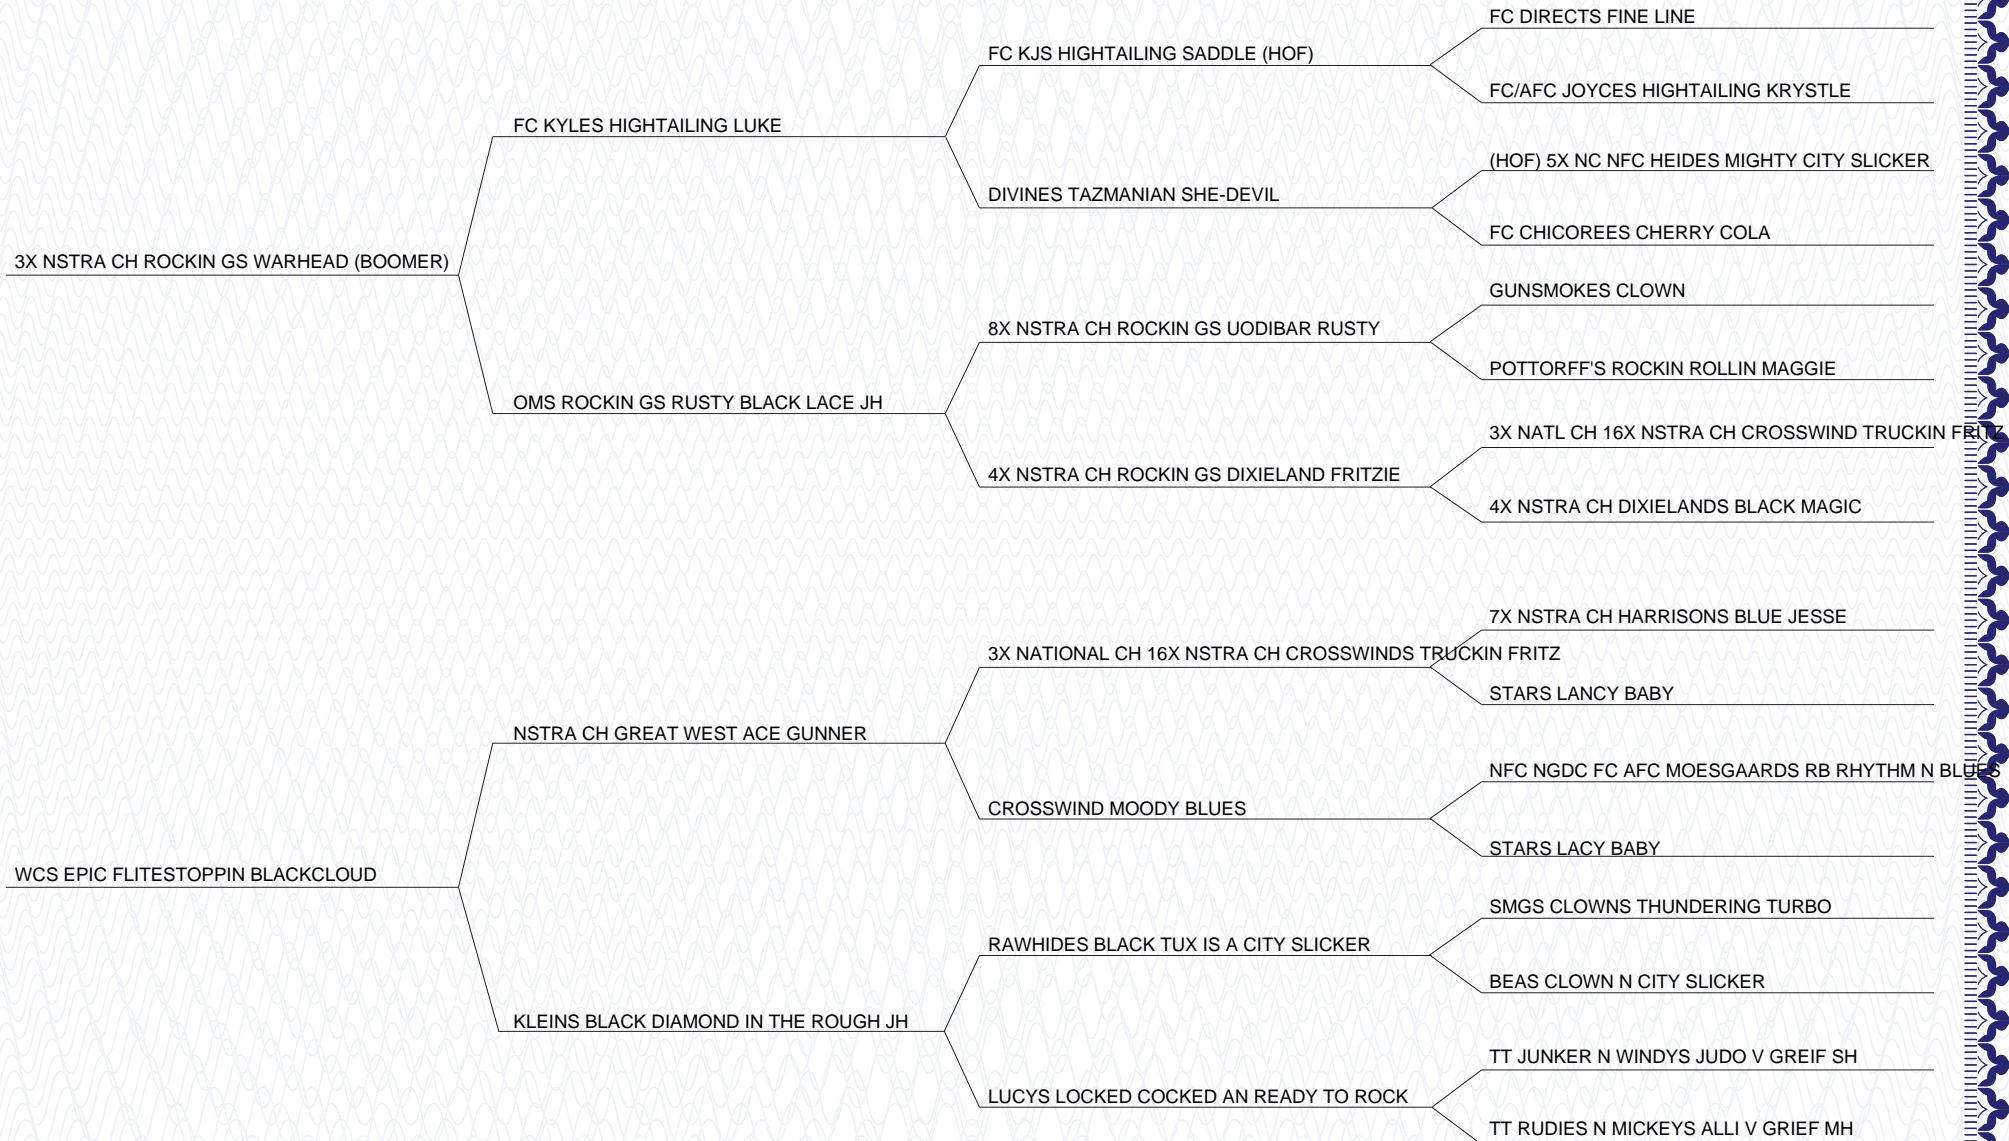 FC DIRECTS FINE LINE
FC KJS HIGHTAILING SADDLE (HOF)
FC/AFC JOYCES HIGHTAILING KRYSTLE
FC KYLES HIGHTAILING LUKE
(HOF) 5X NC NFC HEIDES MIGHTY CITY SLICKER
DIVINES TAZMANIAN SHE-DEVIL
FC CHICOREES CHERRY COLA
3X NSTRA CH ROCKIN GS WARHEAD (BOOMER)
GUNSMOKES CLOWN
8X NSTRA CH ROCKIN GS UODIBAR RUSTY
POTTORFF'S ROCKIN ROLLIN MAGGIE
OMS ROCKIN GS RUSTY BLACK LACE JH
3X NATL CH 16X NSTRA CH CROSSWIND TRUCKIN FRITZ
4X NSTRA CH ROCKIN GS DIXIELAND FRITZIE
4X NSTRA CH DIXIELANDS BLACK MAGIC
7X NSTRA CH HARRISONS BLUE JESSE
3X NATIONAL CH 16X NSTRA CH CROSSWINDS TRUCKIN FRITZ
STARS LANCY BABY
NSTRA CH GREAT WEST ACE GUNNER
NFC NGDC FC AFC MOESGAARDS RB RHYTHM N BLUES
CROSSWIND MOODY BLUES
STARS LACY BABY
WCS EPIC FLITESTOPPIN BLACKCLOUD
SMGS CLOWNS THUNDERING TURBO
RAWHIDES BLACK TUX IS A CITY SLICKER
BEAS CLOWN N CITY SLICKER
KLEINS BLACK DIAMOND IN THE ROUGH JH
TT JUNKER N WINDYS JUDO V GREIF SH
LUCYS LOCKED COCKED AN READY TO ROCK
TT RUDIES N MICKEYS ALLI V GRIEF MH